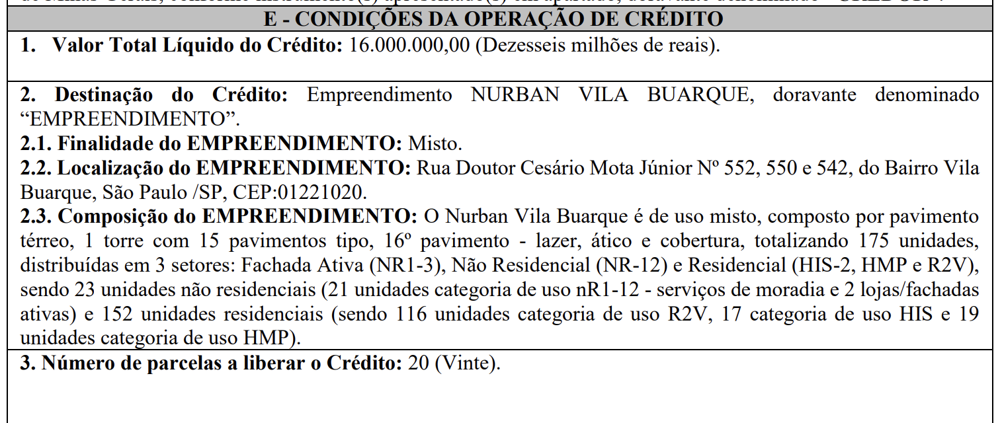 E - CONDIÇÕES DA OPERAÇÃO DE CRÉDITO
1. Valor Total Líquido do Crédito: 16.000.000,00 (Dezesseis milhões de reais).
2. Destinação do Crédito: Empreendimento NURBAN VILA BUARQUE, doravante denominado
“EMPREENDIMENTO”.
2.1. Finalidade do EMPREENDIMENTO: Misto.
2.2. Localização do EMPREENDIMENTO: Rua Doutor Cesário Mota Júnior Nº 552, 550 e 542, do Bairro Vila
Buarque, São Paulo /SP, CEP:01221020.
2.3. Composição do EMPREENDIMENTO: O Nurban Vila Buarque é de uso misto, composto por pavimento
térreo, 1 torre com 15 pavimentos tipo, 16º pavimento - lazer, ático e cobertura, totalizando 175 unidades,
distribuídas em 3 setores: Fachada Ativa (NR1-3), Não Residencial (NR-12) e Residencial (HIS-2, HMP e R2V),
sendo 23 unidades não residenciais (21 unidades categoria de uso nR1-12 - serviços de moradia e 2 lojas/fachadas
ativas) e 152 unidades residenciais (sendo 116 unidades categoria de uso R2V, 17 categoria de uso HIS e 19
unidades categoria de uso HMP).
3. Número de parcelas a liberar o Crédito: 20 (Vinte).